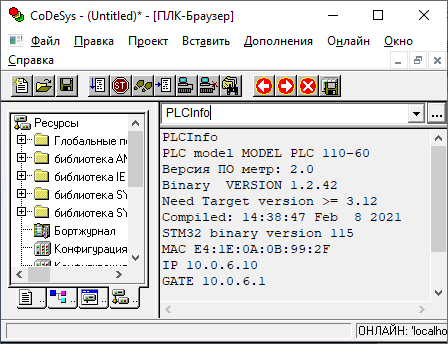 CoDeSys - (Untitled)* - [ПЛК-Браузер]
Файл Правка Проект Вставить Дополнения Онлайн Окно
Справка
PLCInfo
...
Ресурсы
Глобальные пе
библиотека AN
библиотека IE
библиотека SY
библиотека SY
Бортжурнал
Конфигурация
PLCInfo
PLC model MODEL PLC 110-60
Версия ПО метр: 2.0
Binary VERSION 1.2.42
Need Target version >= 3.12
Compiled: 14:38:47 Feb 8 2021
STM32 binary version 115
MAC E4:1E:0A:0B:99:2F
IP 10.0.6.10
GATE 10.0.6.1
ОНЛАЙН: 'localho